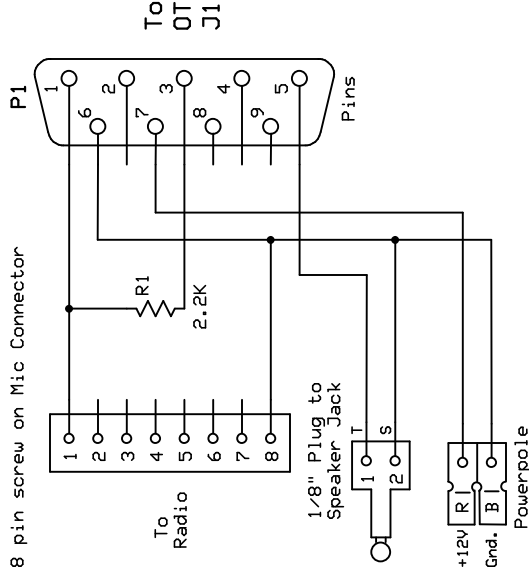 To
OT
J1
P1
1
2
3
4
5
6
7
8
9
Pins
8 pin screw on Mic Connector
R1
2.2K
1
2
3
4
5
6
7
8
To
Radio
1/8" Plug to
Speaker Jack
T
S
1
2
R
B
+12V
Gnd.
Powerpole